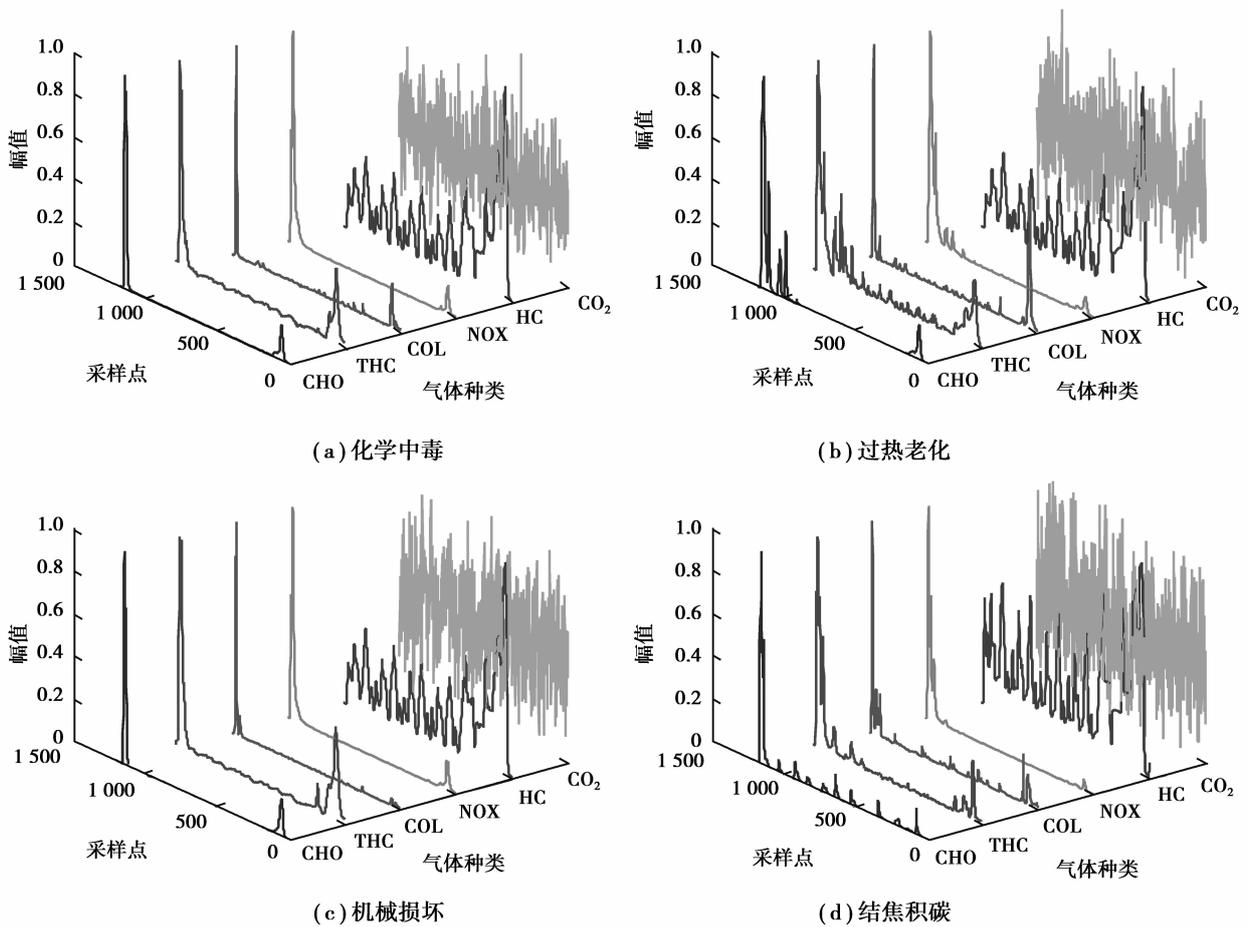 1.0
0.8
0.6
0.4
0.2
0
幅值
1 500
1 000
500
0
采样点
CHO
THC
COL
NOX
HC
CO₂
气体种类
(a)化学中毒
1.0
0.8
0.6
0.4
0.2
0
幅值
1 500
1 000
500
0
采样点
CHO
THC
COL
NOX
HC
CO₂
气体种类
(b)过热老化
1.0
0.8
0.6
0.4
0.2
0
幅值
1 500
1 000
500
0
采样点
CHO
THC
COL
NOX
HC
CO₂
气体种类
(c)机械损坏
1.0
0.8
0.6
0.4
0.2
0
幅值
1 500
1 000
500
0
采样点
CHO
THC
COL
NOX
HC
CO₂
气体种类
(d)结焦积碳